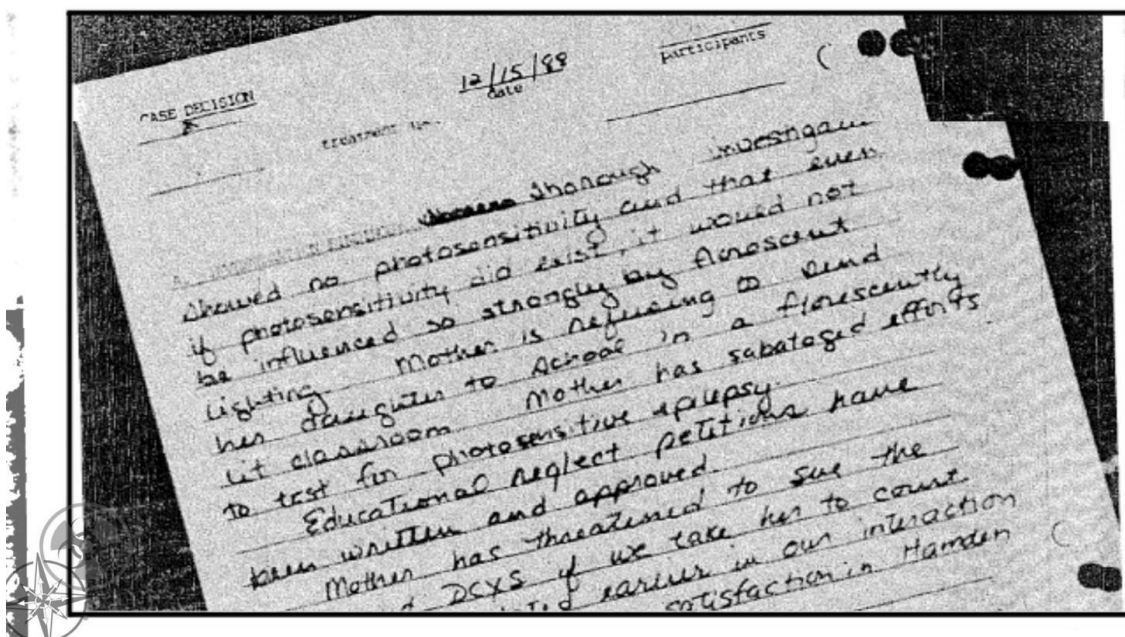 CASE DECISION
12/15/88
date
participants
treatment
thorough investigati
showed no photosensitivity and that even
if photosensitivity did exist, it would not
be influenced so strongly by florescent
lighting. Mother is refusing to send
her daughter to school in a florescently
lit classroom. Mother has sabataged efforts
to test for photosensitive epilepsy.
Educational neglect petitions have
been written and approved.
Mother has threatened to sue the
DCYS if we take her to court.
earlier in our interaction
satisfaction in Hamden